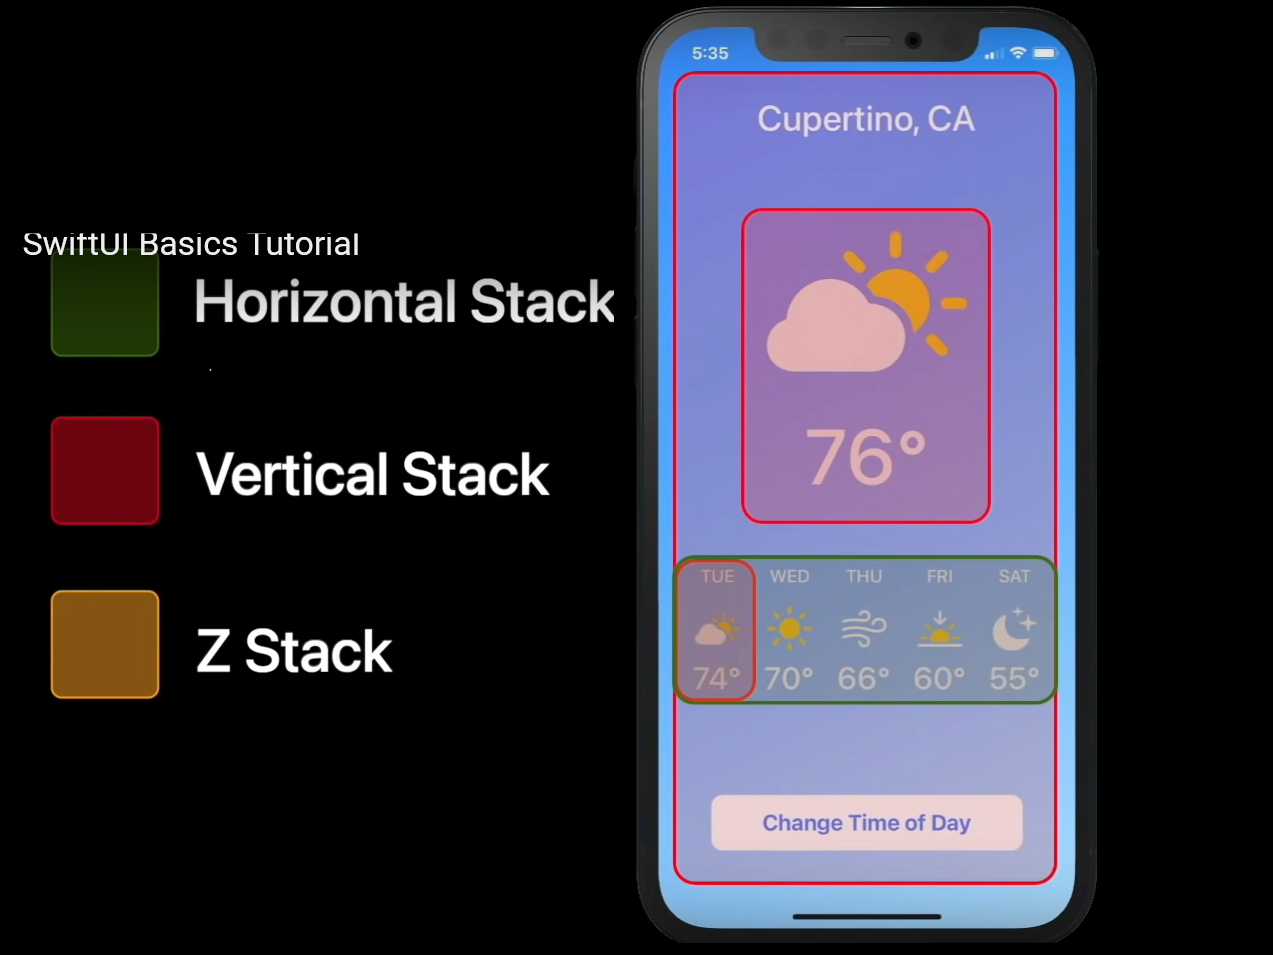 SwiftUI Basics Tutorial
Horizontal Stack
Vertical Stack
Z Stack
5:35
Cupertino, CA
76°
TUE WED THU FRI SAT
74° 70° 66° 60° 55°
Change Time of Day